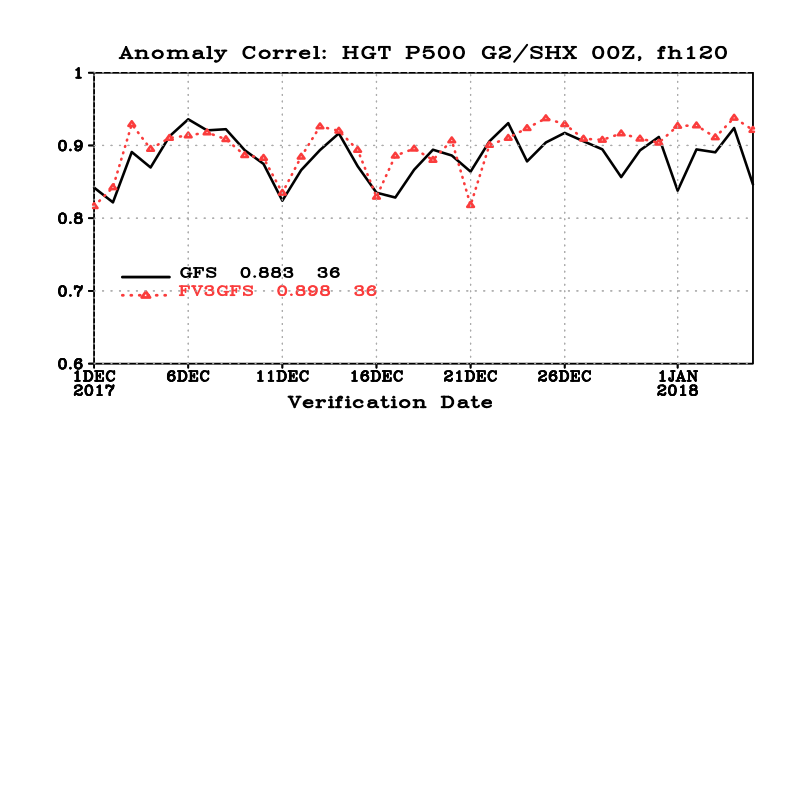 Anomaly Correl: HGT P500 G2/SHX 00Z, fh120
1
0.9
0.8
GFS 0.883 36
FV3GFS 0.898 36
0.7
0.6
1DEC 6DEC 11DEC 16DEC 21DEC 26DEC 1JAN
2017 2018
Verification Date